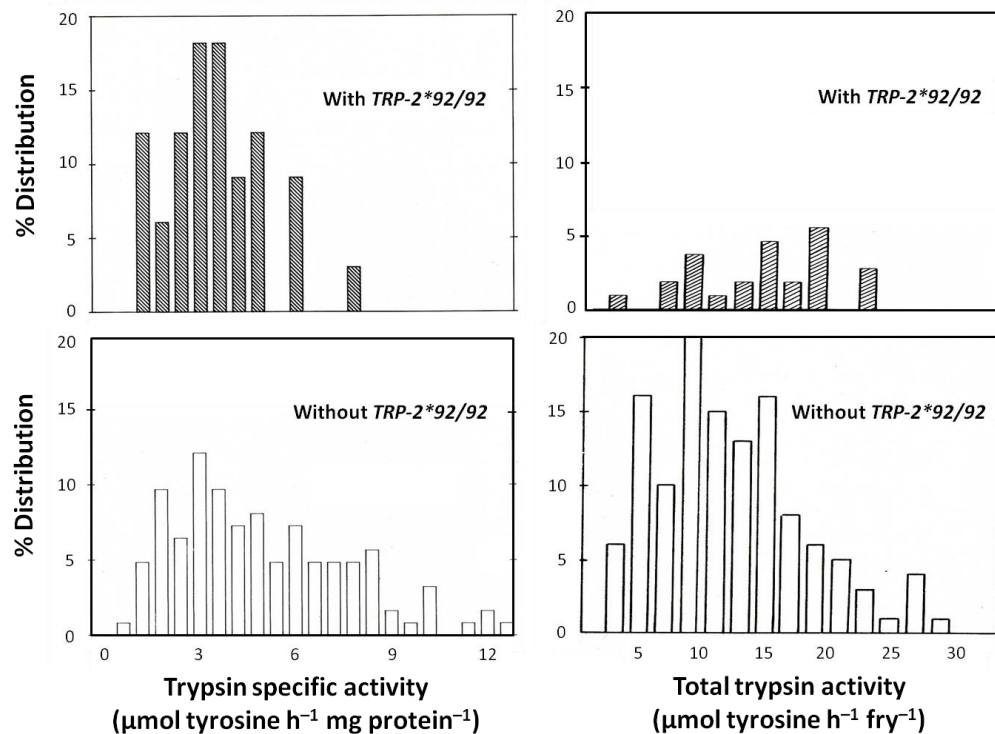 20
15
10
5
0
% Distribution
With TRP-2*92/92
20
15
10
5
0
With TRP-2*92/92
20
15
10
5
0
% Distribution
Without TRP-2*92/92
0 3 6 9 12
Trypsin specific activity
(µmol tyrosine h⁻¹ mg protein⁻¹)
20
15
10
5
0
Without TRP-2*92/92
5 10 15 20 25 30
Total trypsin activity
(µmol tyrosine h⁻¹ fry⁻¹)